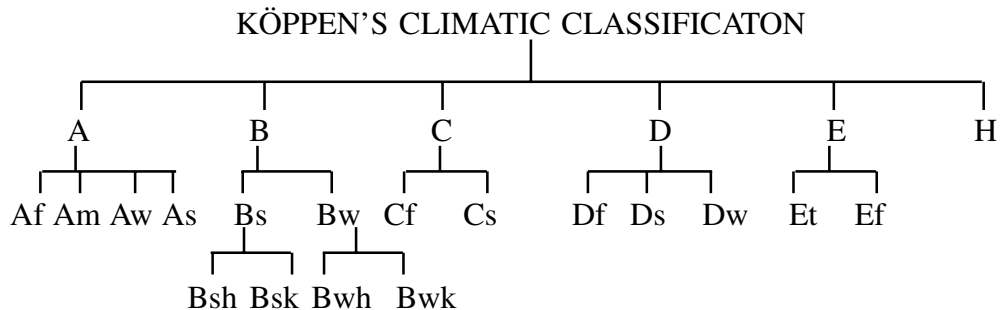 KÖPPEN'S CLIMATIC CLASSIFICATON
A B C D E H
Af Am Aw As Bs Bw Cf Cs Df Ds Dw Et Ef
Bsh Bsk Bwh Bwk